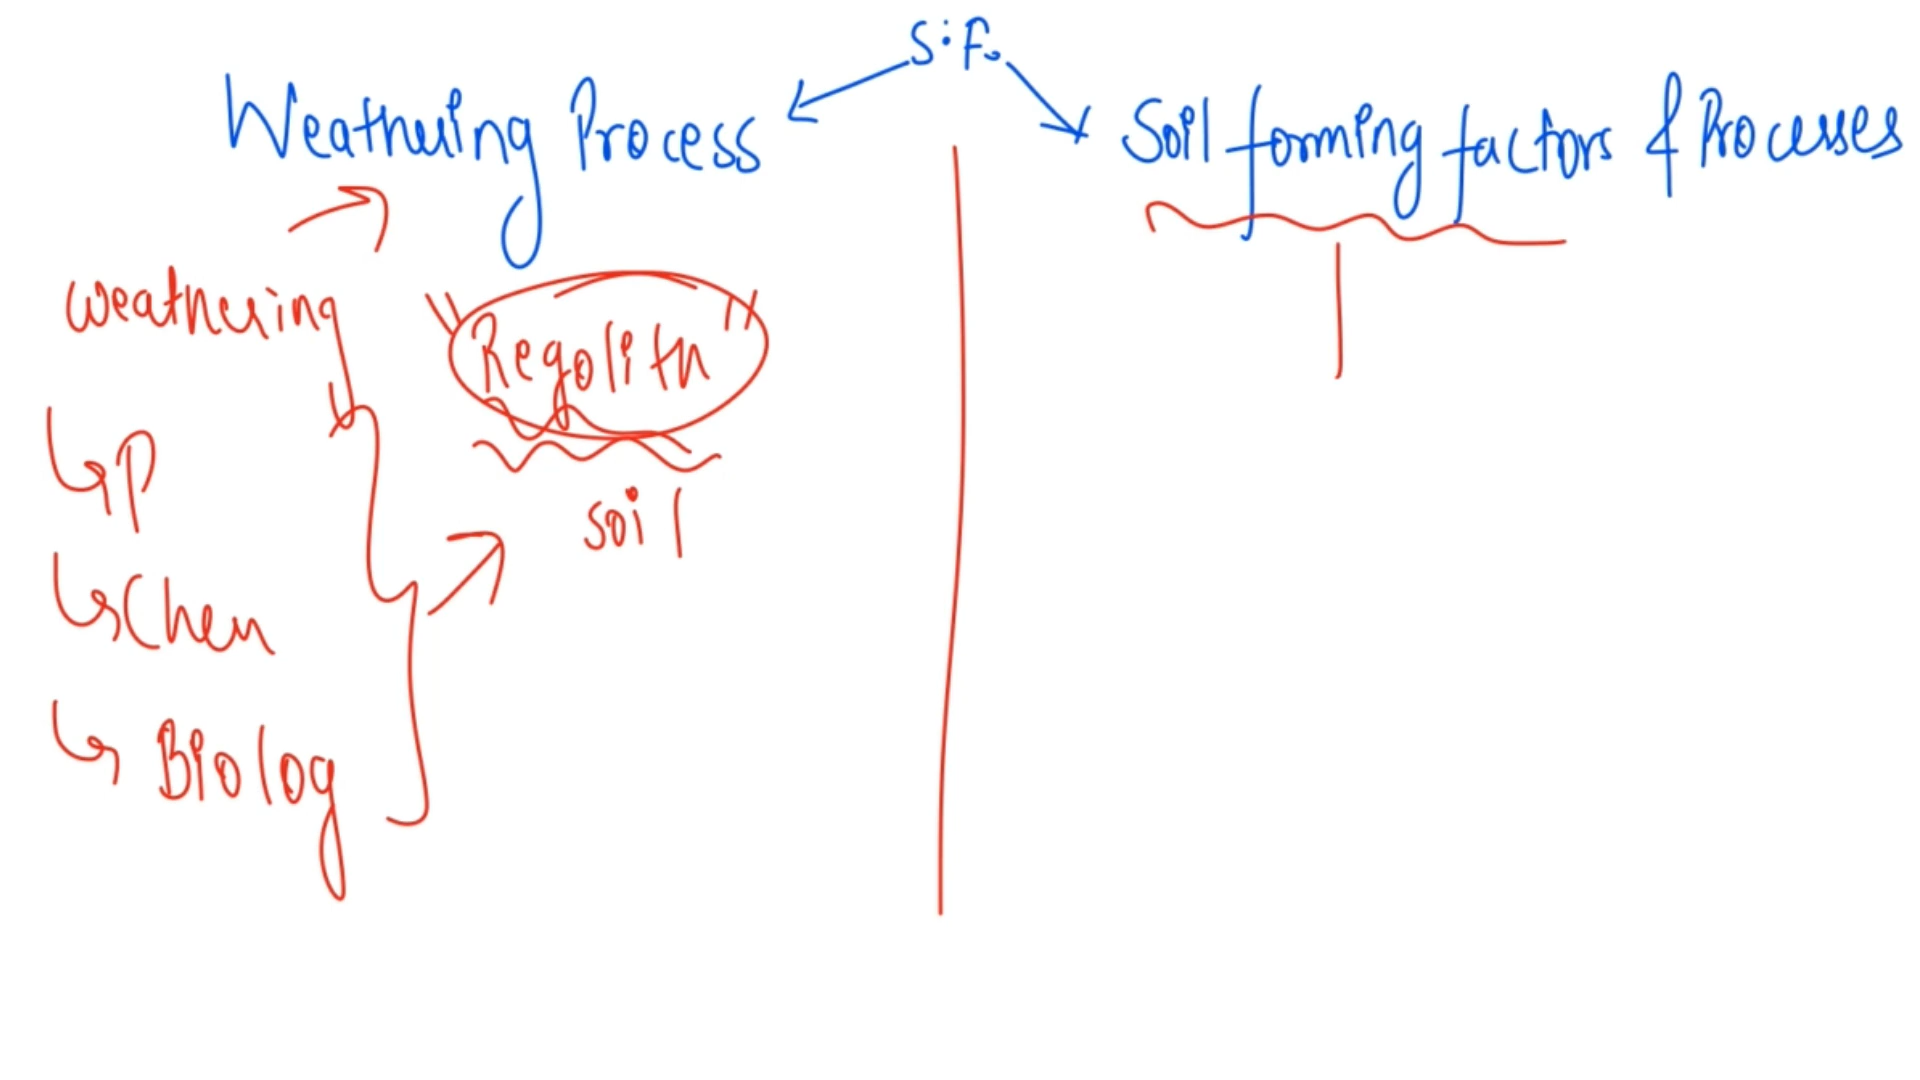 S.F.
Weathering Process
Soil forming factors & Processes
weathering
"Regolith"
soil
P
Chem
Biolog